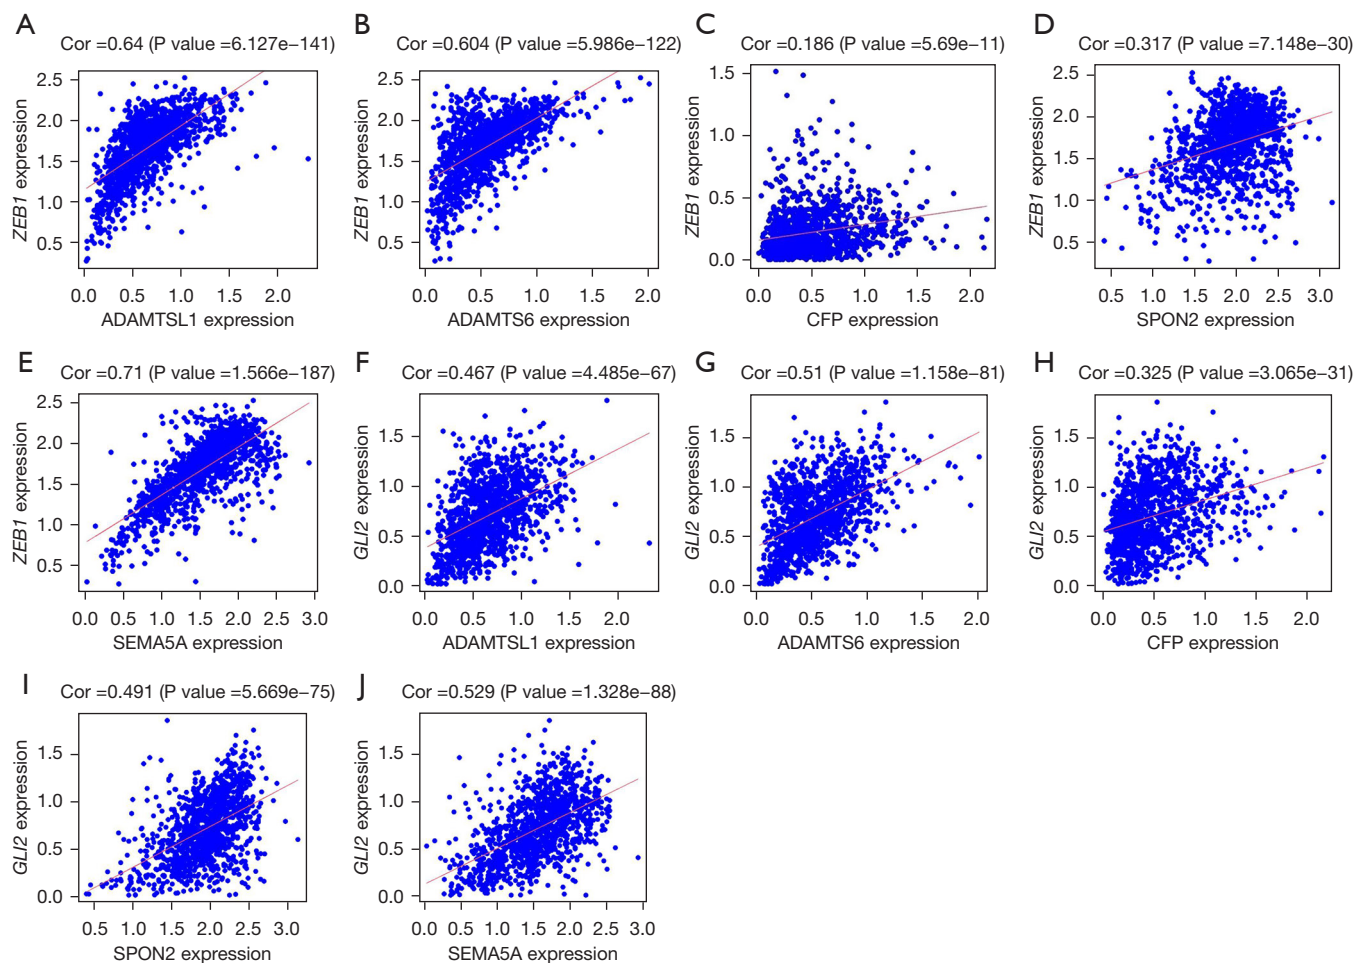 A
Cor =0.64 (P value =6.127e−141)
2.5
2.0
1.5
1.0
0.5
ZEB1 expression
0.0 0.5 1.0 1.5 2.0
ADAMTSL1 expression
B
Cor =0.604 (P value =5.986e−122)
2.5
2.0
1.5
1.0
0.5
ZEB1 expression
0.0 0.5 1.0 1.5 2.0
ADAMTS6 expression
C
Cor =0.186 (P value =5.69e−11)
1.5
1.0
0.5
0.0
ZEB1 expression
0.0 0.5 1.0 1.5 2.0
CFP expression
D
Cor =0.317 (P value =7.148e−30)
2.5
2.0
1.5
1.0
0.5
ZEB1 expression
0.5 1.0 1.5 2.0 2.5 3.0
SPON2 expression
E
Cor =0.71 (P value =1.566e−187)
2.5
2.0
1.5
1.0
0.5
ZEB1 expression
0.0 0.5 1.0 1.5 2.0 2.5 3.0
SEMA5A expression
F
Cor =0.467 (P value =4.485e−67)
1.5
1.0
0.5
0.0
GLI2 expression
0.0 0.5 1.0 1.5 2.0
ADAMTSL1 expression
G
Cor =0.51 (P value =1.158e−81)
1.5
1.0
0.5
0.0
GLI2 expression
0.0 0.5 1.0 1.5 2.0
ADAMTS6 expression
H
Cor =0.325 (P value =3.065e−31)
1.5
1.0
0.5
0.0
GLI2 expression
0.0 0.5 1.0 1.5 2.0
CFP expression
I
Cor =0.491 (P value =5.669e−75)
1.5
1.0
0.5
0.0
GLI2 expression
0.5 1.0 1.5 2.0 2.5 3.0
SPON2 expression
J
Cor =0.529 (P value =1.328e−88)
1.5
1.0
0.5
0.0
GLI2 expression
0.0 0.5 1.0 1.5 2.0 2.5 3.0
SEMA5A expression